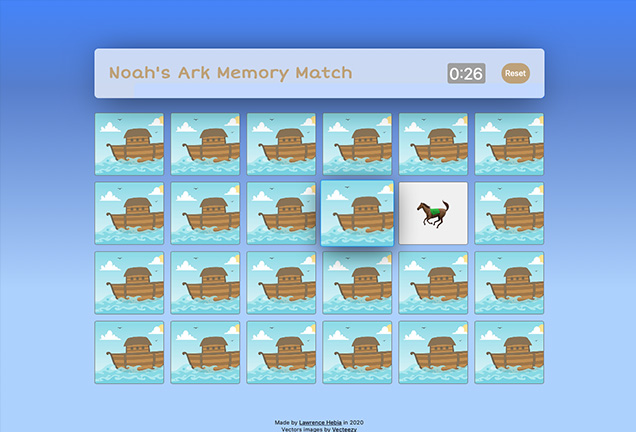 Noah's Ark Memory Match
0:26
Reset
Made by Lawrence Hebia in 2020
Vectors images by Vecteezy